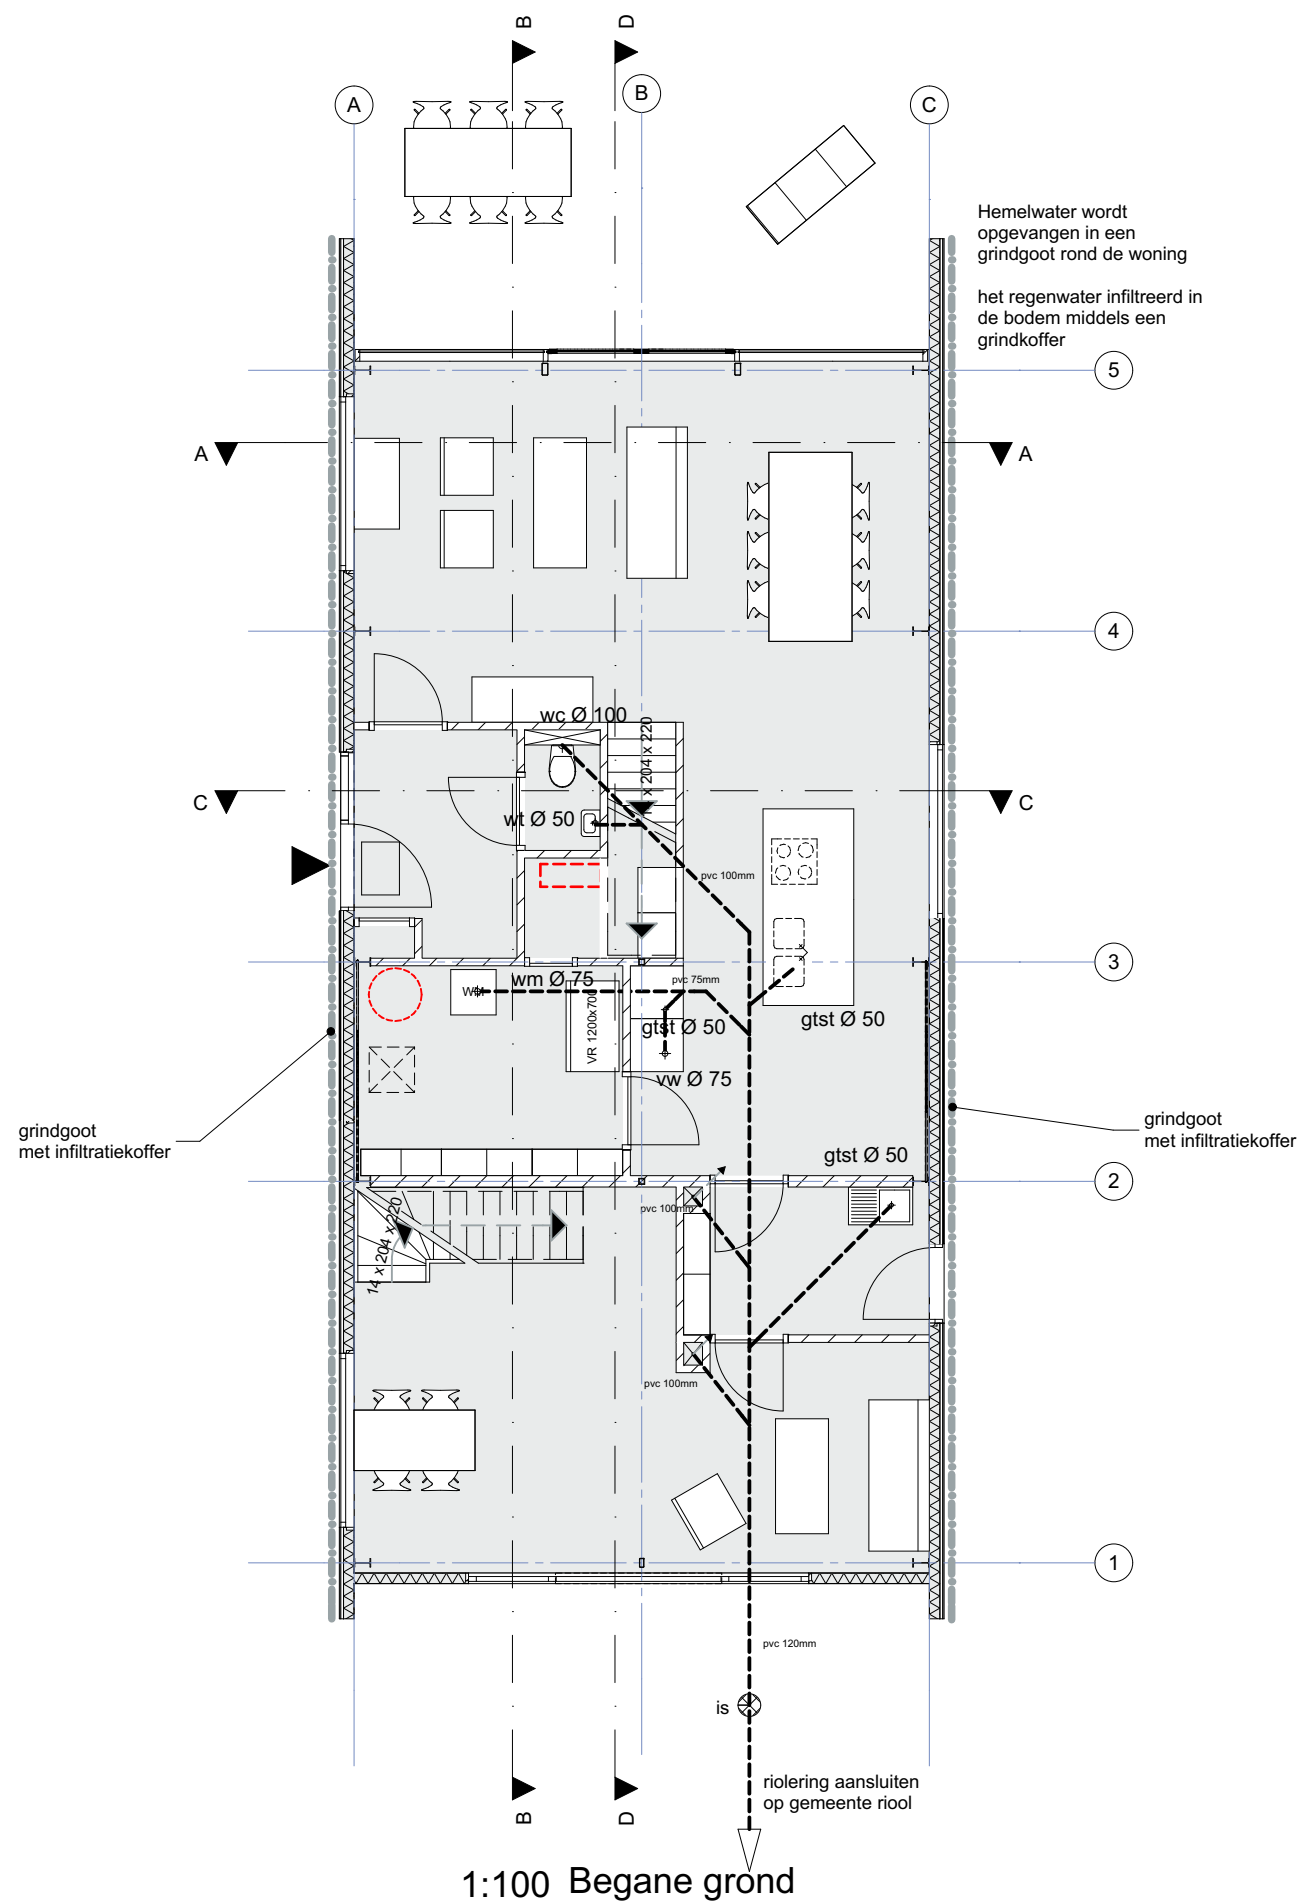 B
D
A
B
C
Hemelwater wordt
opgevangen in een
grindgoot rond de woning
het regenwater infiltreerd in
de bodem middels een
grindkoffer
5
A
A
4
wc Ø 100
x 204 x 220
C
C
wt Ø 50
pvc 100mm
3
wm Ø 75
pvc 75mm
WM
VR 1200x700
gtst Ø 50
gtst Ø 50
vw Ø 75
grindgoot
met infiltratiekoffer
grindgoot
met infiltratiekoffer
gtst Ø 50
2
pvc 100mm
14 x 204 x 220
pvc 100mm
1
pvc 120mm
is
riolering aansluiten
op gemeente riool
B
D
1:100 Begane grond